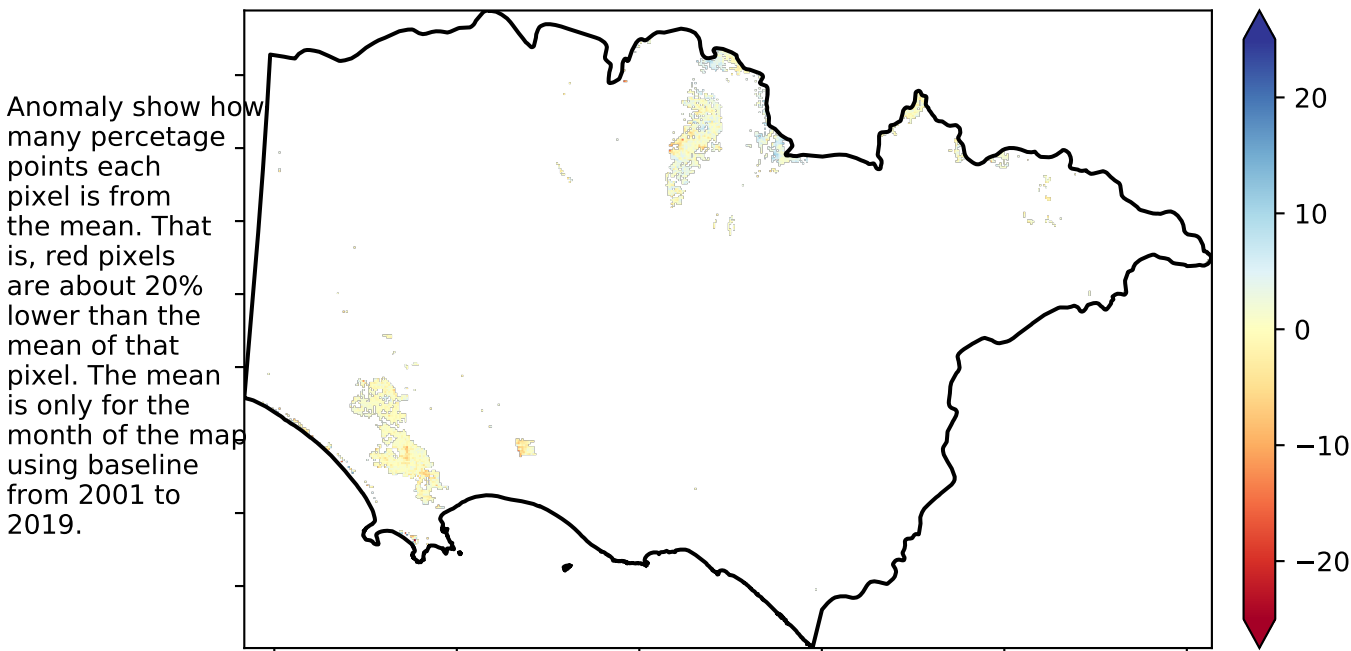 Anomaly show how
many percetage
points each
pixel is from
the mean. That
is, red pixels
are about 20%
lower than the
mean of that
pixel. The mean
is only for the
month of the map
using baseline
from 2001 to
2019.
20
10
0
−10
−20